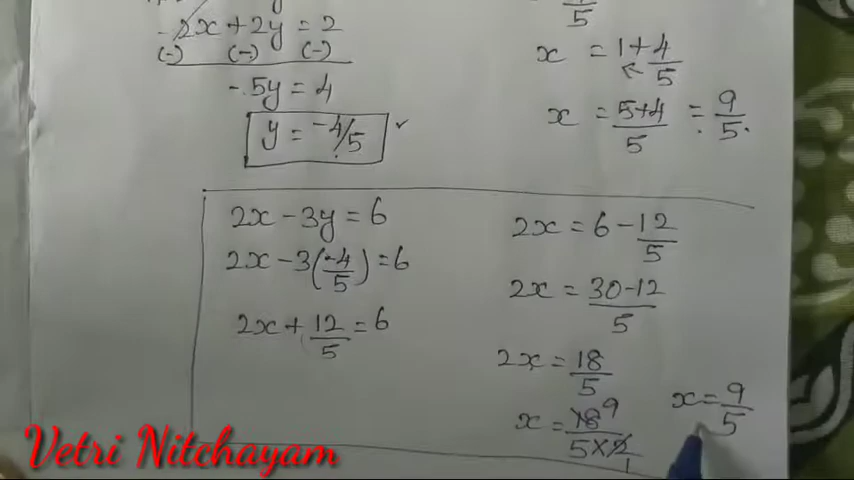 - 2x + 2y = 2
(-) (-) (-)
- 5y = 4
y = -4/5 ✓
5
x = 1 + 4/5
x = 5+4/5 = 9/5.
2x - 3y = 6
2x - 3(-4/5) = 6
2x + 12/5 = 6
2x = 6 - 12/5
2x = 30-12/5
2x = 18/5
x = 18 9/5×2 1
x = 9/5
Vetri Nitchayam